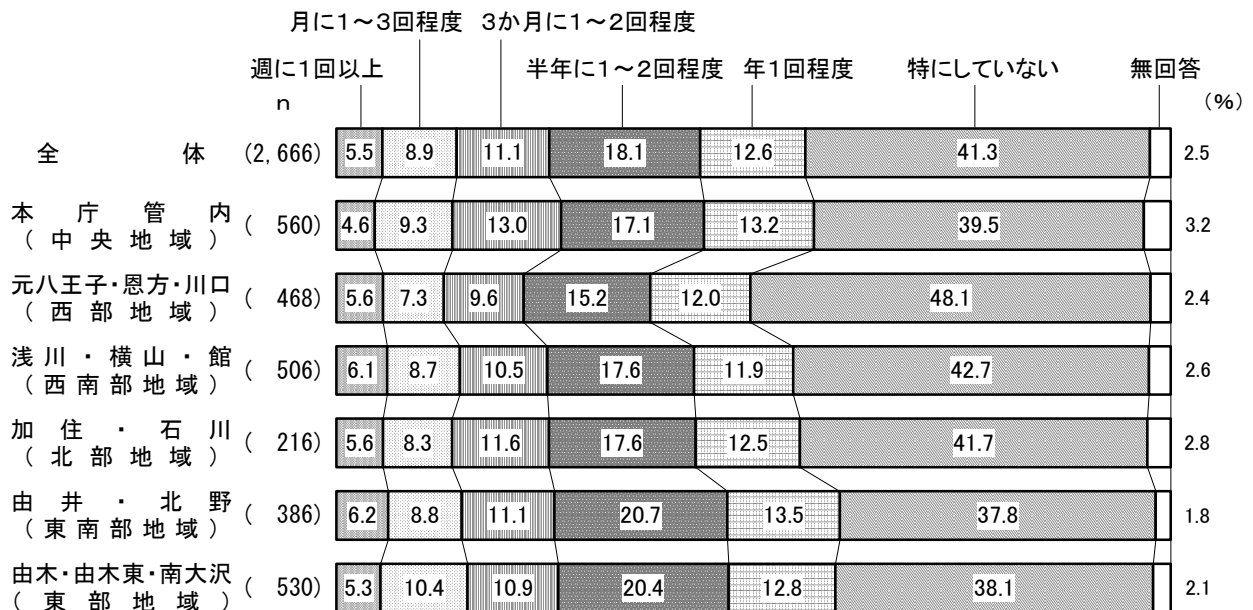 月に1～3回程度 3か月に1～2回程度
週に1回以上 半年に1～2回程度 年1回程度 特にしていない 無回答
n (%)
全体 (2,666) 5.5 8.9 11.1 18.1 12.6 41.3 2.5
本庁管内
(中央地域) (560) 4.6 9.3 13.0 17.1 13.2 39.5 3.2
元八王子・恩方・川口
(西部地域) (468) 5.6 7.3 9.6 15.2 12.0 48.1 2.4
浅川・横山・館
(西南部地域) (506) 6.1 8.7 10.5 17.6 11.9 42.7 2.6
加住・石川
(北部地域) (216) 5.6 8.3 11.6 17.6 12.5 41.7 2.8
由井・北野
(東南部地域) (386) 6.2 8.8 11.1 20.7 13.5 37.8 1.8
由木・由木東・南大沢
(東部地域) (530) 5.3 10.4 10.9 20.4 12.8 38.1 2.1